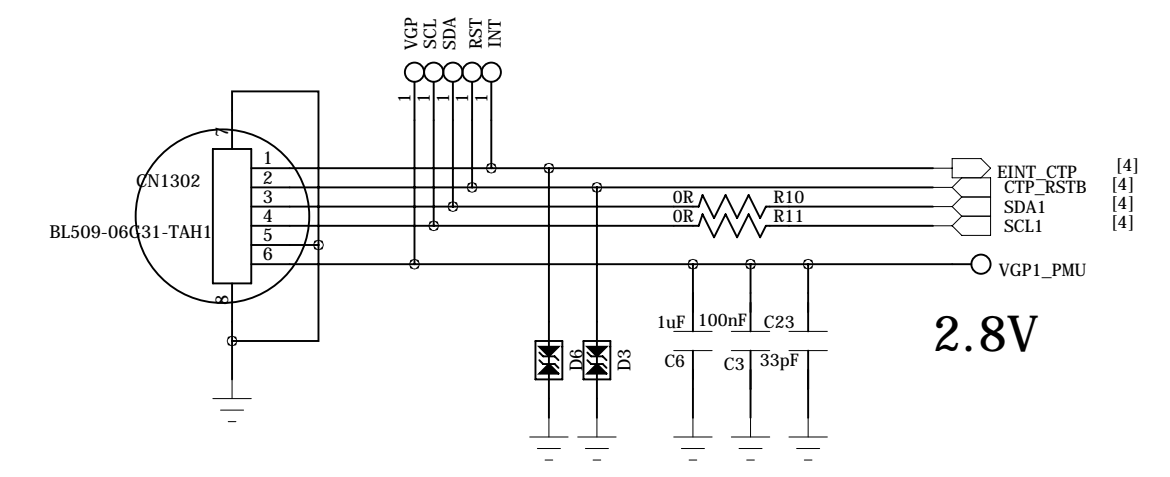 VGP
SCL
SDA
RST
INT
1
1
1
1
1
7
1
2
3
4
5
6
8
CN1302
BL509-06G31-TAH1
EINT_CTP [4]
CTP_RSTB [4]
0R R10 SDA1 [4]
0R R11 SCL1 [4]
VGP1_PMU
2.8V
1uF 100nF C23
C6 C3 33pF
D6
D3